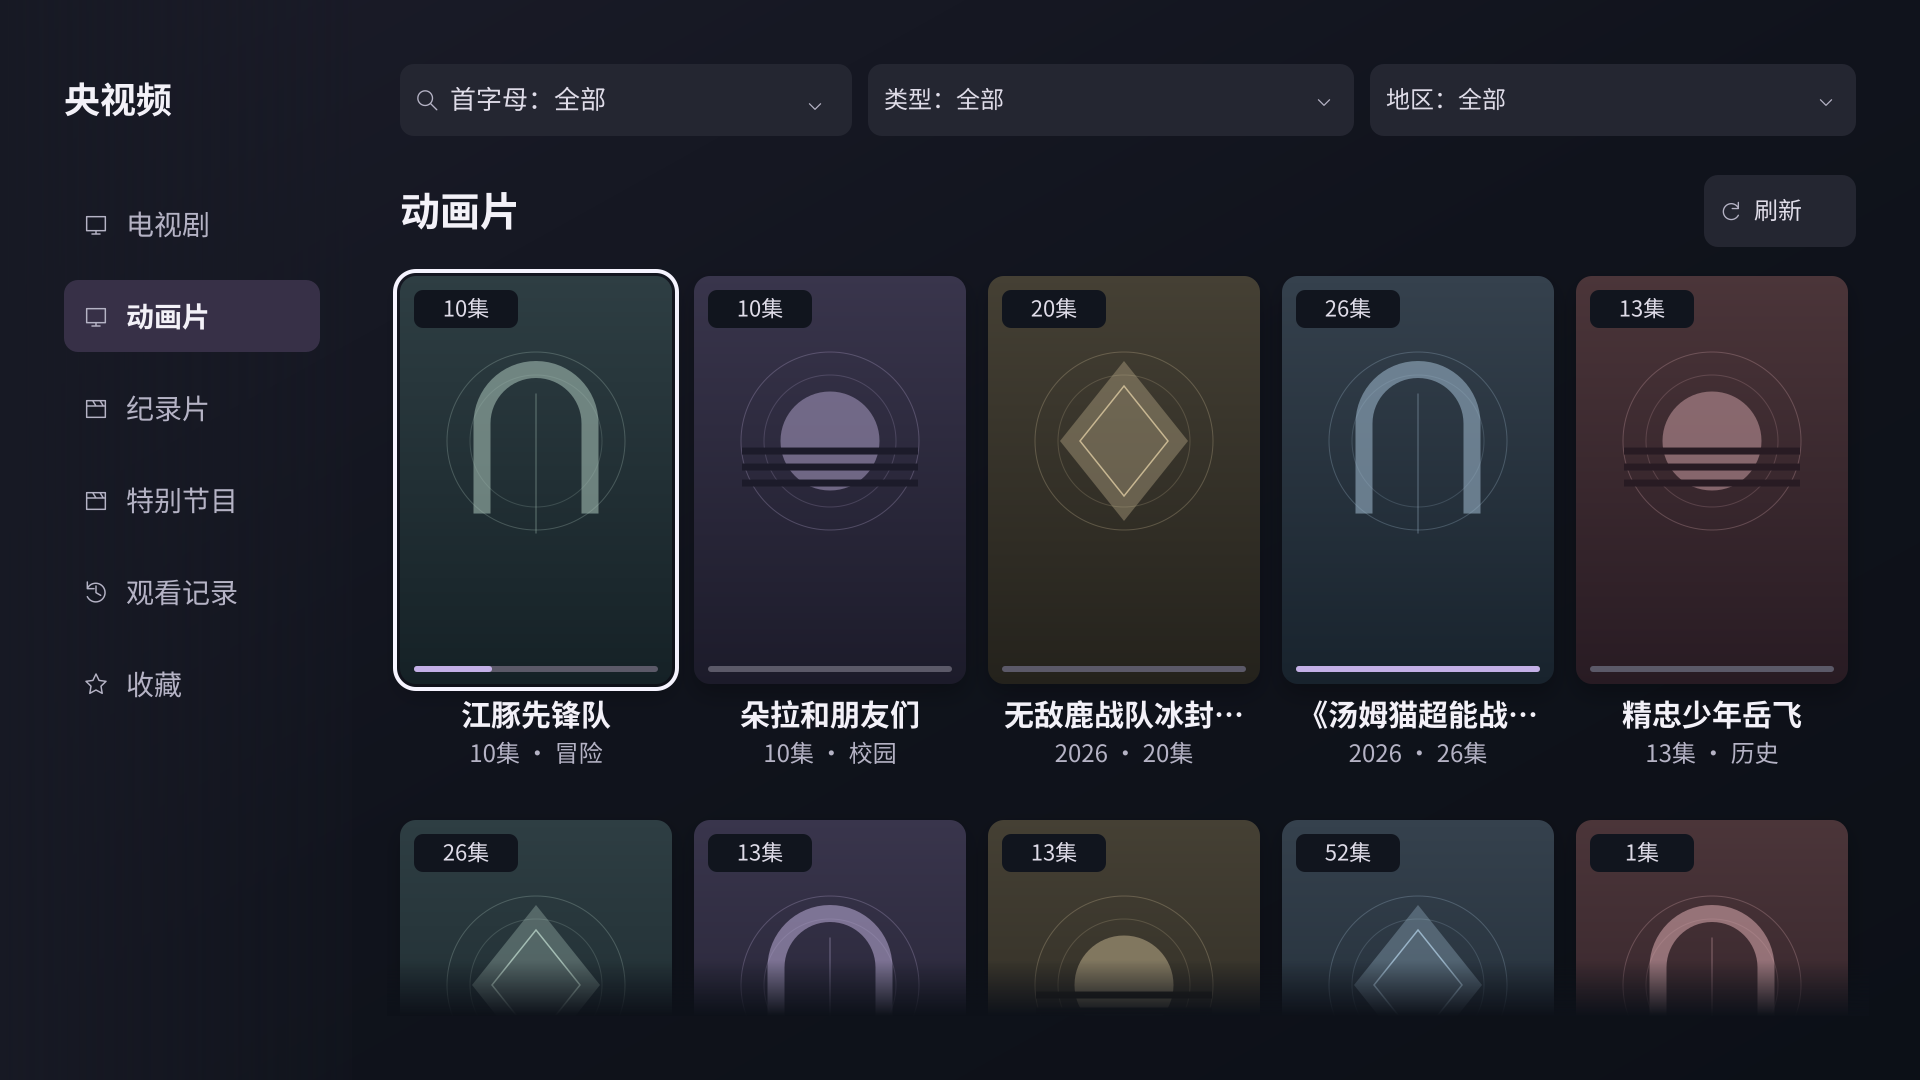 央视频
首字母：全部
类型：全部
地区：全部
电视剧
动画片
纪录片
特别节目
观看记录
收藏
动画片
刷新
10集
10集
20集
26集
13集
江豚先锋队
朵拉和朋友们
无敌鹿战队冰封…
《汤姆猫超能战…
精忠少年岳飞
10集 • 冒险
10集 • 校园
2026 • 20集
2026 • 26集
13集 • 历史
26集
13集
13集
52集
1集